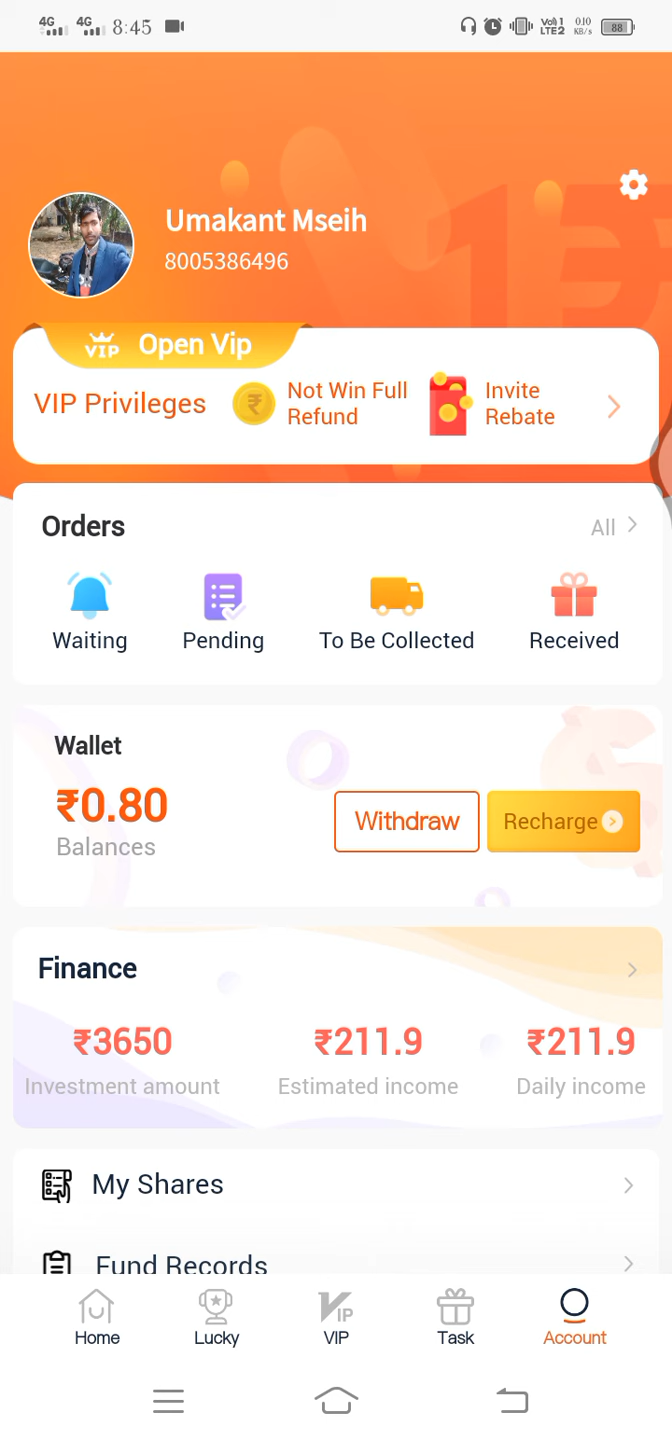 4G 4G 8:45 Vo)) 1 LTE2 0.10 KB/s 88
Umakant Mseih
8005386496
VIP Open Vip
VIP Privileges
Not Win Full
Refund
Invite
Rebate
Orders
All
Waiting Pending To Be Collected Received
Wallet
₹0.80
Balances
Withdraw Recharge
Finance
₹3650 ₹211.9 ₹211.9
Investment amount Estimated income Daily income
My Shares
Fund Records
Home Lucky VIP Task Account